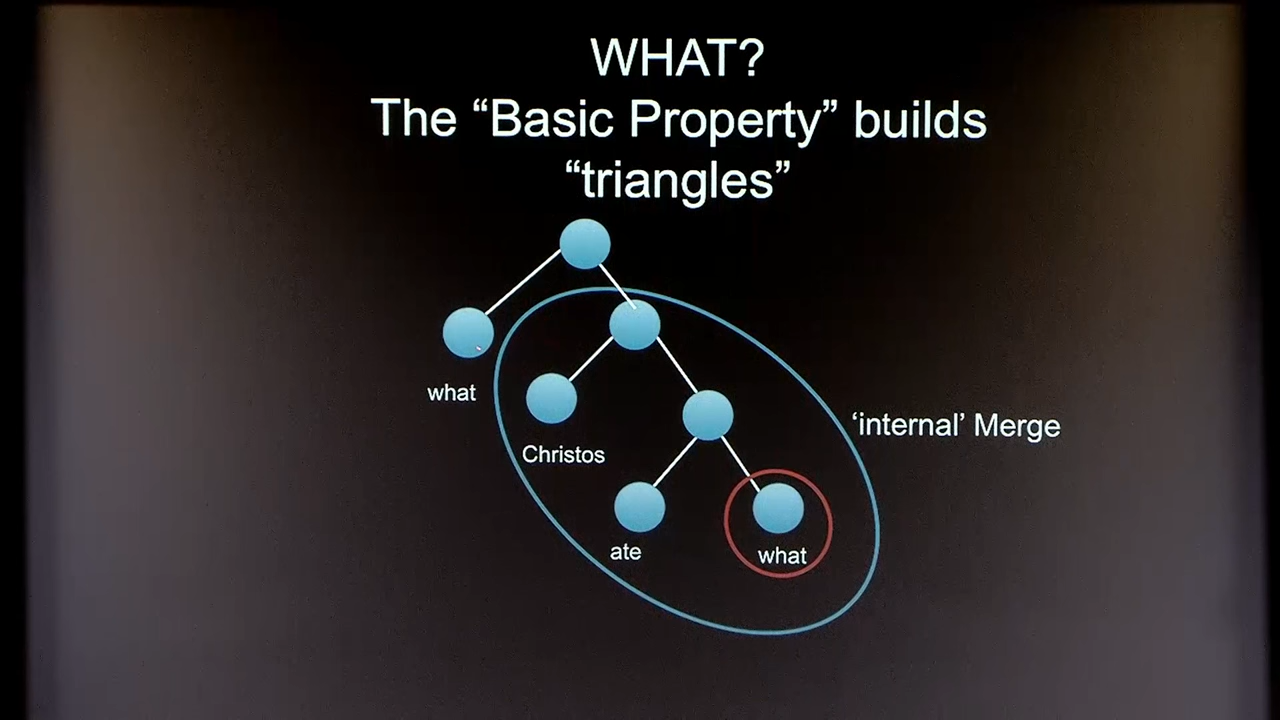 WHAT?
The “Basic Property” builds
“triangles”
what
‘internal’ Merge
Christos
ate
what